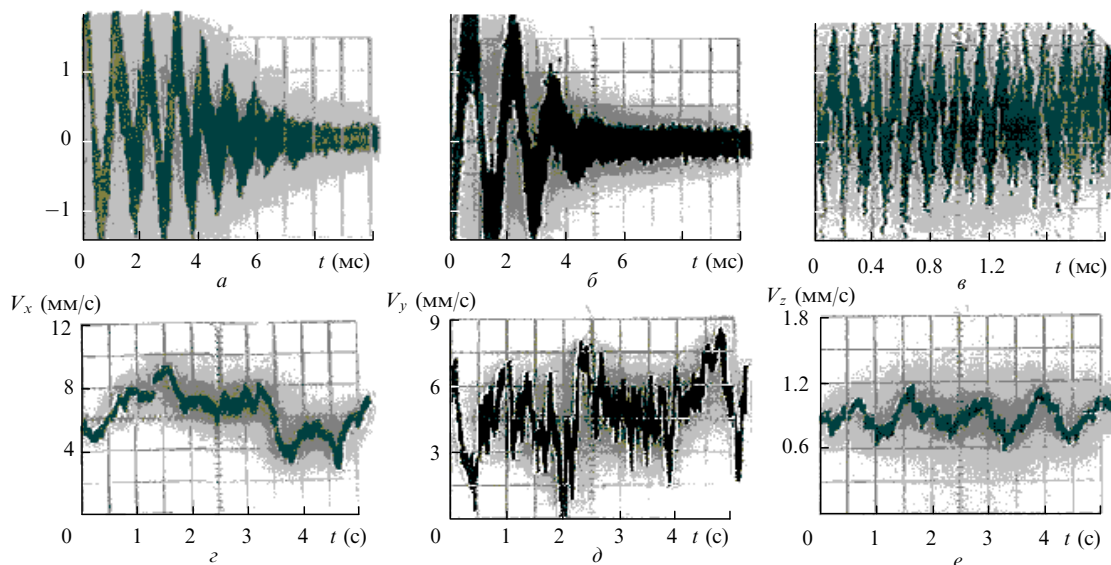 1
0
−1
0 2 4 6 t (мс)
а
0 2 4 6 t (мс)
б
0 0.4 0.8 1.2 t (мс)
в
V_x (мм/с)
12
8
4
0 1 2 3 4 t (с)
г
V_y (мм/с)
9
6
3
0 1 2 3 4 t (с)
д
V_z (мм/с)
1.8
1.2
0.6
0 1 2 3 4 t (с)
е